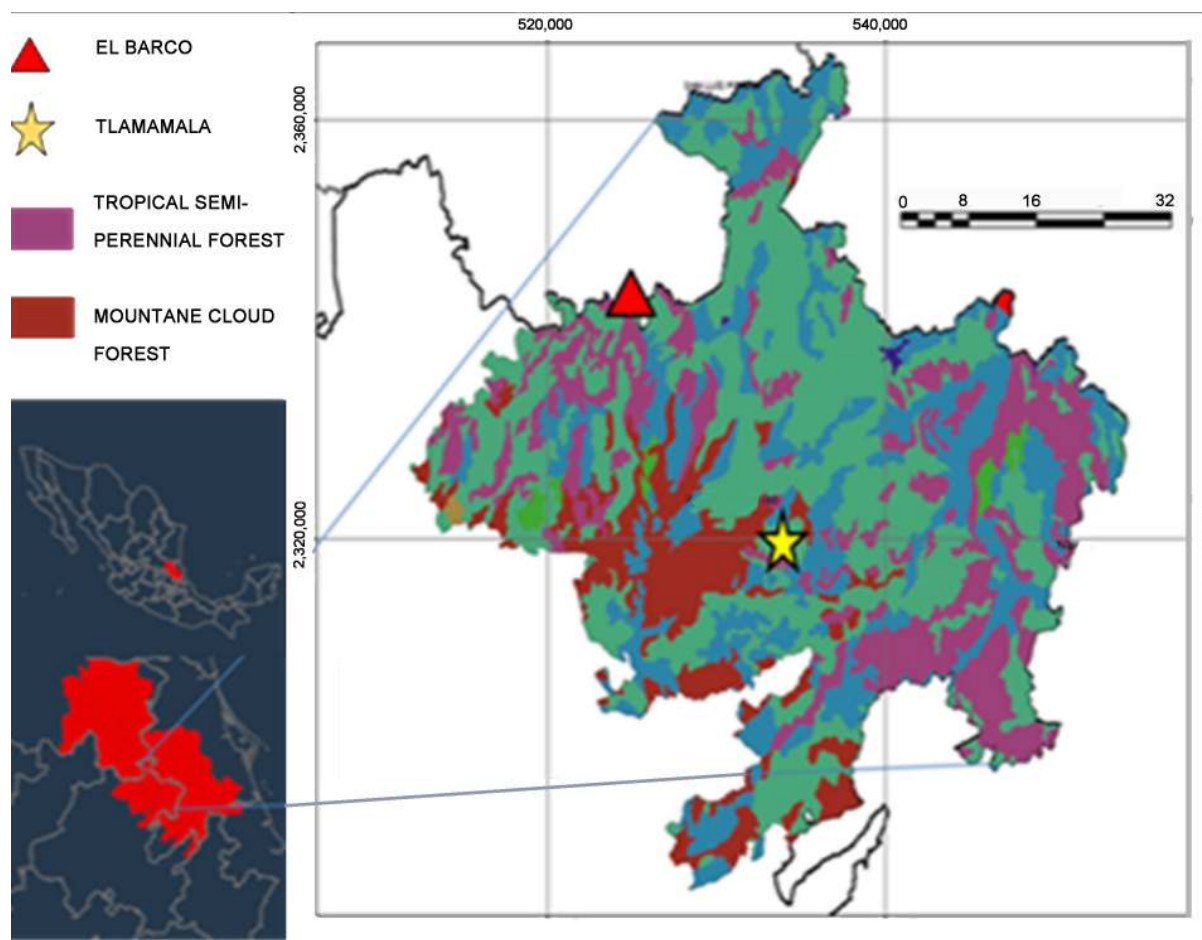 520,000
540,000
EL BARCO
TLAMAMALA
TROPICAL SEMI-
PERENNIAL FOREST
MOUNTANE CLOUD
FOREST
2,360,000
2,320,000
0 8 16 32